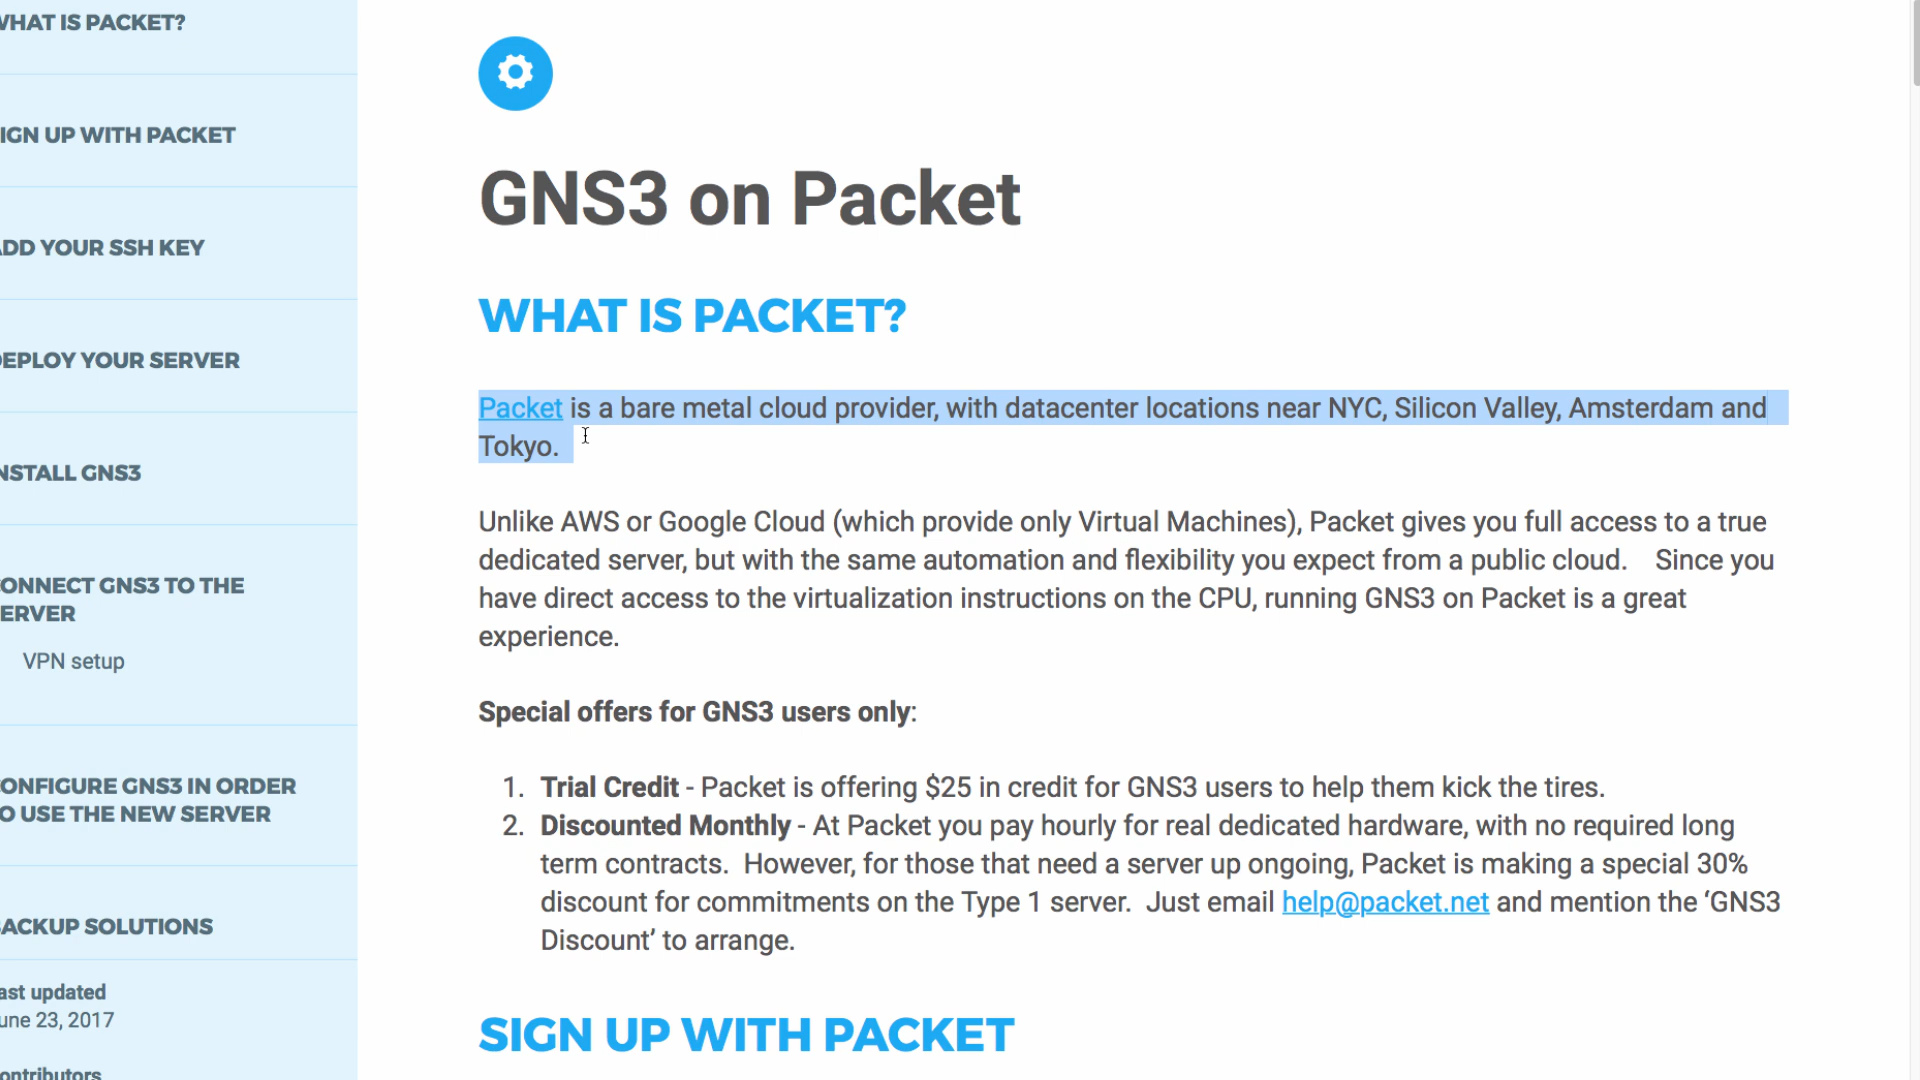 WHAT IS PACKET?
IGN UP WITH PACKET
DD YOUR SSH KEY
EPLOY YOUR SERVER
NSTALL GNS3
ONNECT GNS3 TO THE
ERVER
VPN setup
ONFIGURE GNS3 IN ORDER
O USE THE NEW SERVER
ACKUP SOLUTIONS
ast updated
une 23, 2017
ontributors
GNS3 on Packet
WHAT IS PACKET?
Packet is a bare metal cloud provider, with datacenter locations near NYC, Silicon Valley, Amsterdam and
Tokyo.
Unlike AWS or Google Cloud (which provide only Virtual Machines), Packet gives you full access to a true
dedicated server, but with the same automation and flexibility you expect from a public cloud. Since you
have direct access to the virtualization instructions on the CPU, running GNS3 on Packet is a great
experience.
Special offers for GNS3 users only:
1. Trial Credit - Packet is offering $25 in credit for GNS3 users to help them kick the tires.
2. Discounted Monthly - At Packet you pay hourly for real dedicated hardware, with no required long
term contracts. However, for those that need a server up ongoing, Packet is making a special 30%
discount for commitments on the Type 1 server. Just email help@packet.net and mention the ‘GNS3
Discount’ to arrange.
SIGN UP WITH PACKET